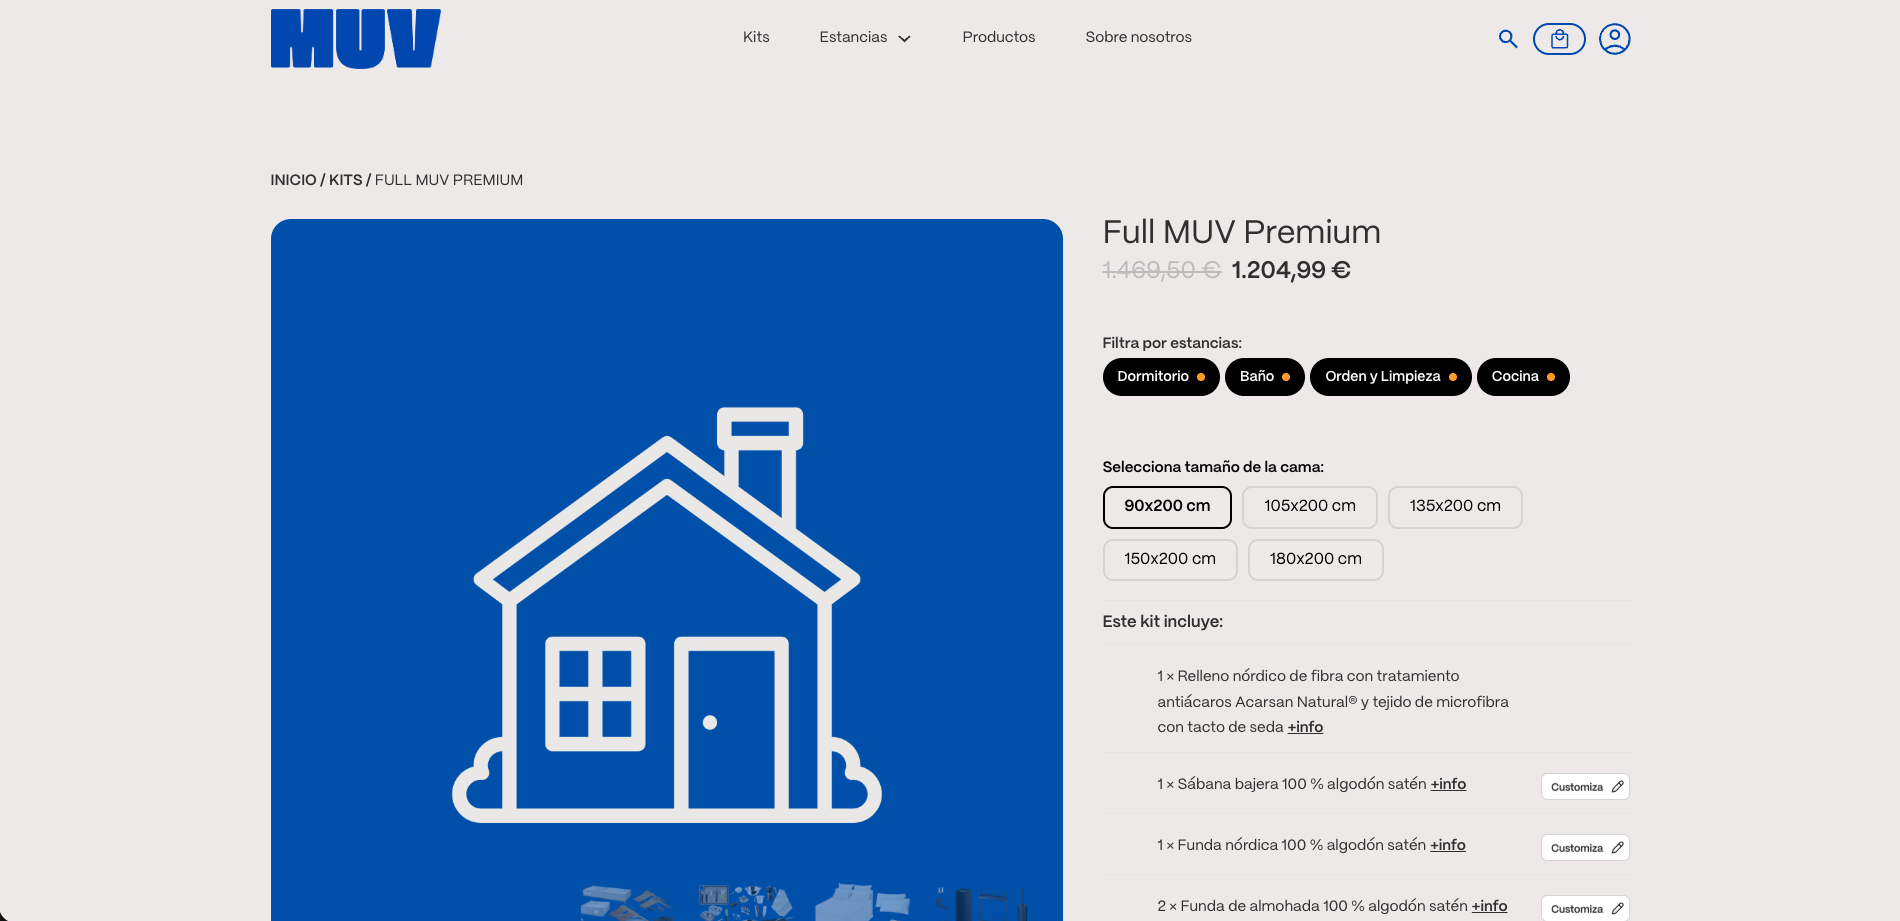 MUV
Kits
Estancias
Productos
Sobre nosotros
INICIO / KITS / FULL MUV PREMIUM
Full MUV Premium
1.469,50 € 1.204,99 €
Filtra por estancias:
Dormitorio
Baño
Orden y Limpieza
Cocina
Selecciona tamaño de la cama:
90x200 cm
105x200 cm
135x200 cm
150x200 cm
180x200 cm
Este kit incluye:
1 × Relleno nórdico de fibra con tratamiento
antiácaros Acarsan Natural® y tejido de microfibra
con tacto de seda +info
1 × Sábana bajera 100 % algodón satén +info
Customiza
1 × Funda nórdica 100 % algodón satén +info
Customiza
2 × Funda de almohada 100 % algodón satén +info
Customiza